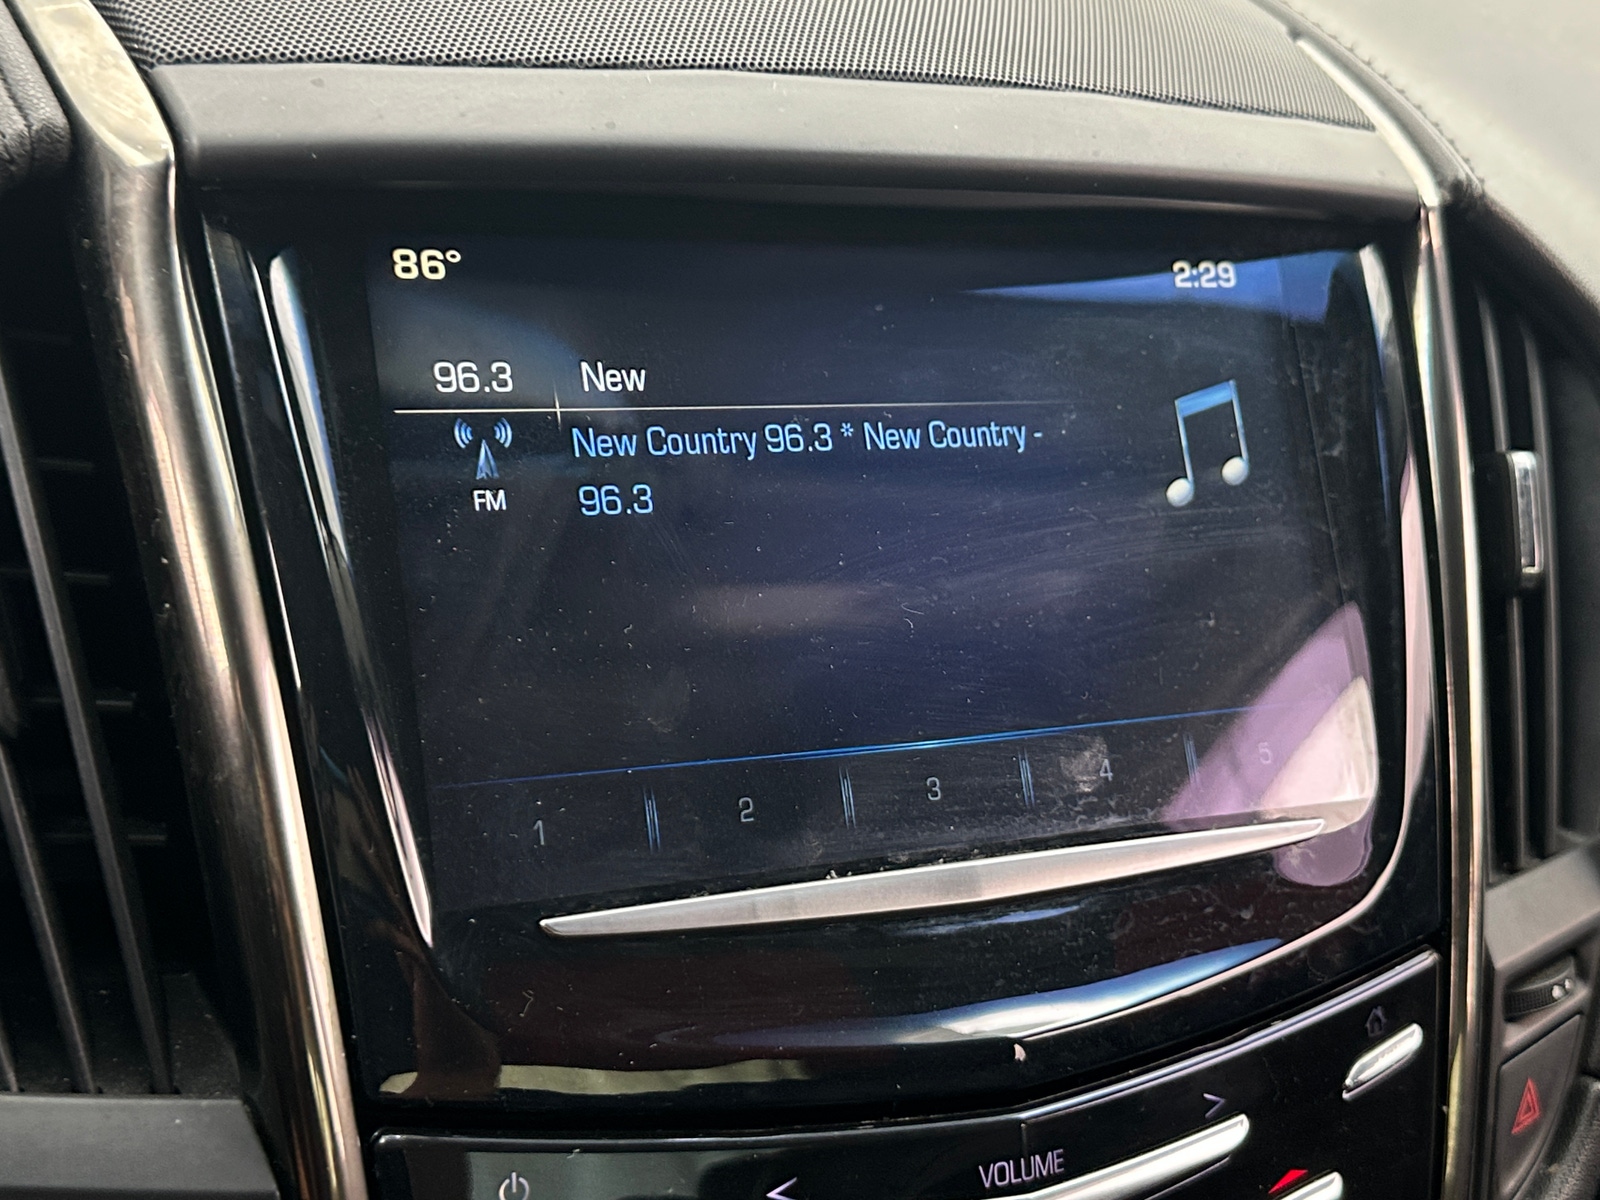 86° 2:29
96.3 New
New Country 96.3 * New Country -
FM 96.3
1 2 3 4 5
VOLUME